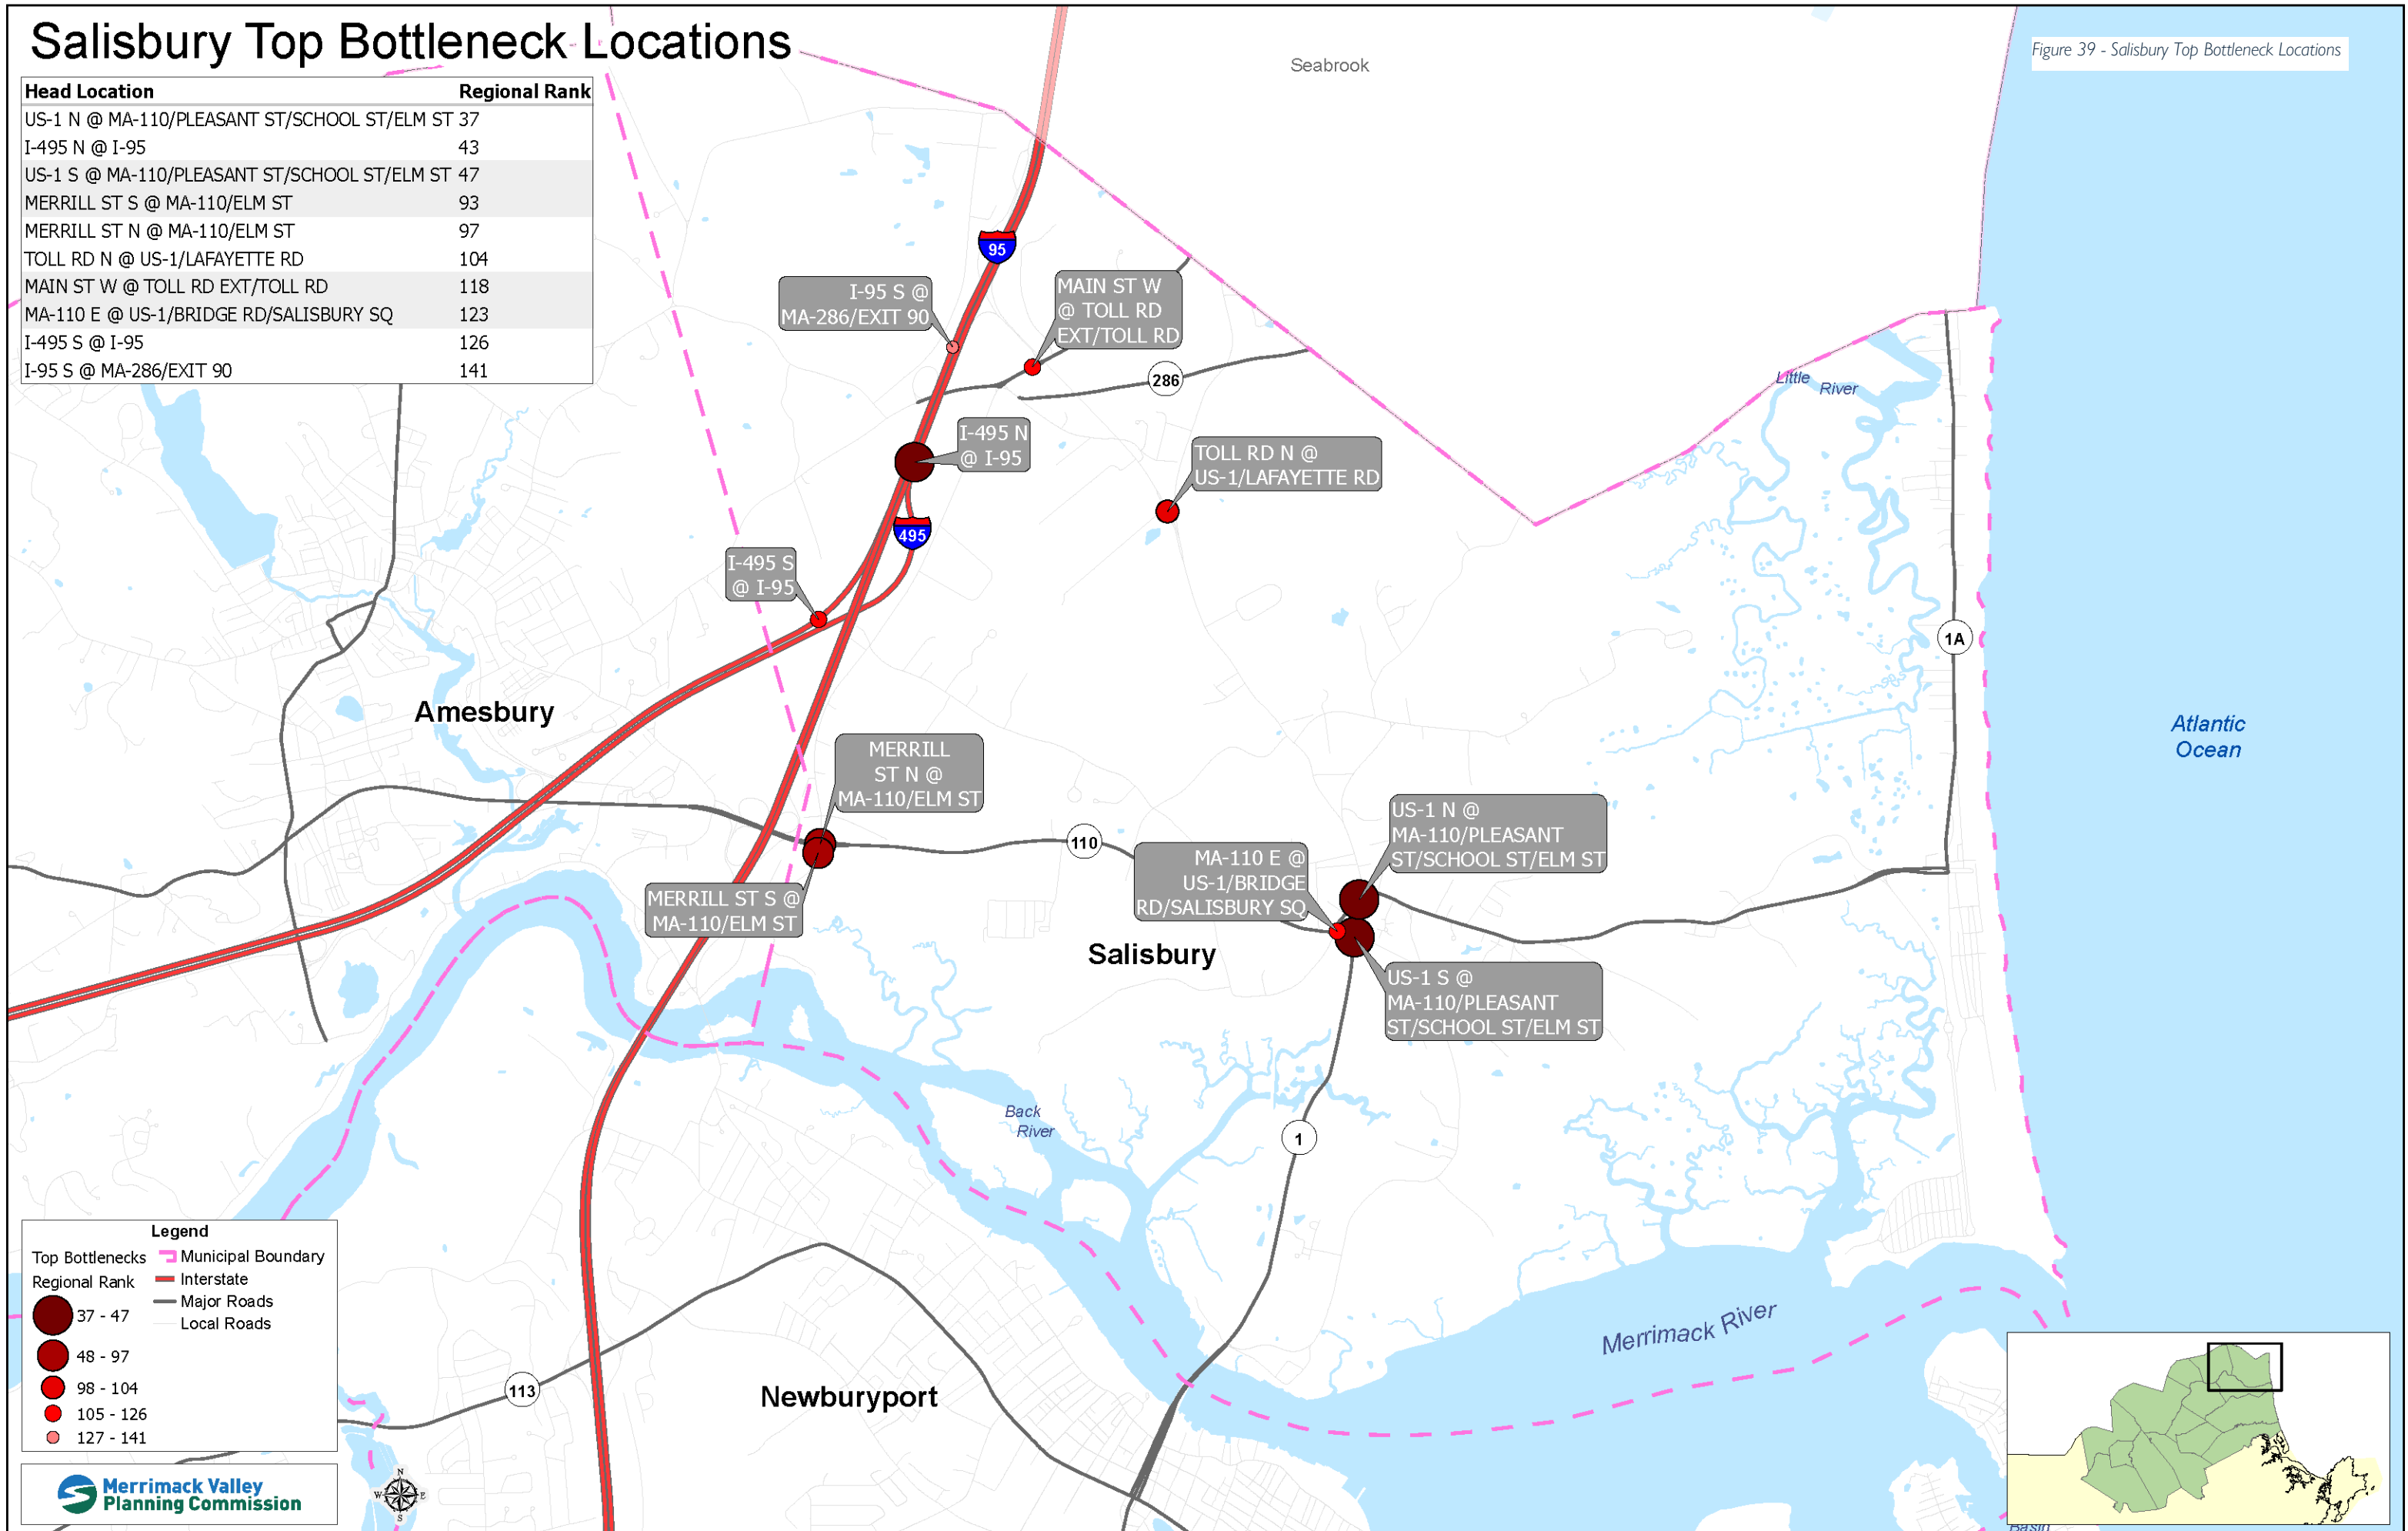 Salisbury Top Bottleneck Locations
Figure 39 - Salisbury Top Bottleneck Locations
Head Location Regional Rank
US-1 N @ MA-110/PLEASANT ST/SCHOOL ST/ELM ST 37
I-495 N @ I-95 43
US-1 S @ MA-110/PLEASANT ST/SCHOOL ST/ELM ST 47
MERRILL ST S @ MA-110/ELM ST 93
MERRILL ST N @ MA-110/ELM ST 97
TOLL RD N @ US-1/LAFAYETTE RD 104
MAIN ST W @ TOLL RD EXT/TOLL RD 118
MA-110 E @ US-1/BRIDGE RD/SALISBURY SQ 123
I-495 S @ I-95 126
I-95 S @ MA-286/EXIT 90 141
Seabrook
95
I-95 S @
MA-286/EXIT 90
MAIN ST W
@ TOLL RD
EXT/TOLL RD
286
Little
River
I-495 N
@ I-95
TOLL RD N @
US-1/LAFAYETTE RD
495
I-495 S
@ I-95
1A
Amesbury
Atlantic
Ocean
MERRILL
ST N @
MA-110/ELM ST
110
US-1 N @
MA-110/PLEASANT
ST/SCHOOL ST/ELM ST
MA-110 E @
US-1/BRIDGE
RD/SALISBURY SQ
MERRILL ST S @
MA-110/ELM ST
Salisbury
US-1 S @
MA-110/PLEASANT
ST/SCHOOL ST/ELM ST
Back
River
1
Merrimack River
Newburyport
113
Legend
Top Bottlenecks
Regional Rank
37 - 47
48 - 97
98 - 104
105 - 126
127 - 141
Municipal Boundary
Interstate
Major Roads
Local Roads
Merrimack Valley
Planning Commission
N
W E
S
Basin